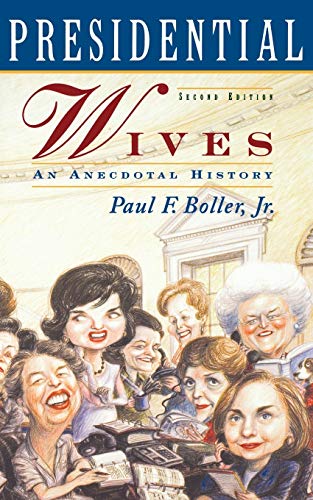 PRESIDENTIAL
SECOND EDITION
WIVES
AN ANECDOTAL HISTORY
Paul F. Boller, Jr.